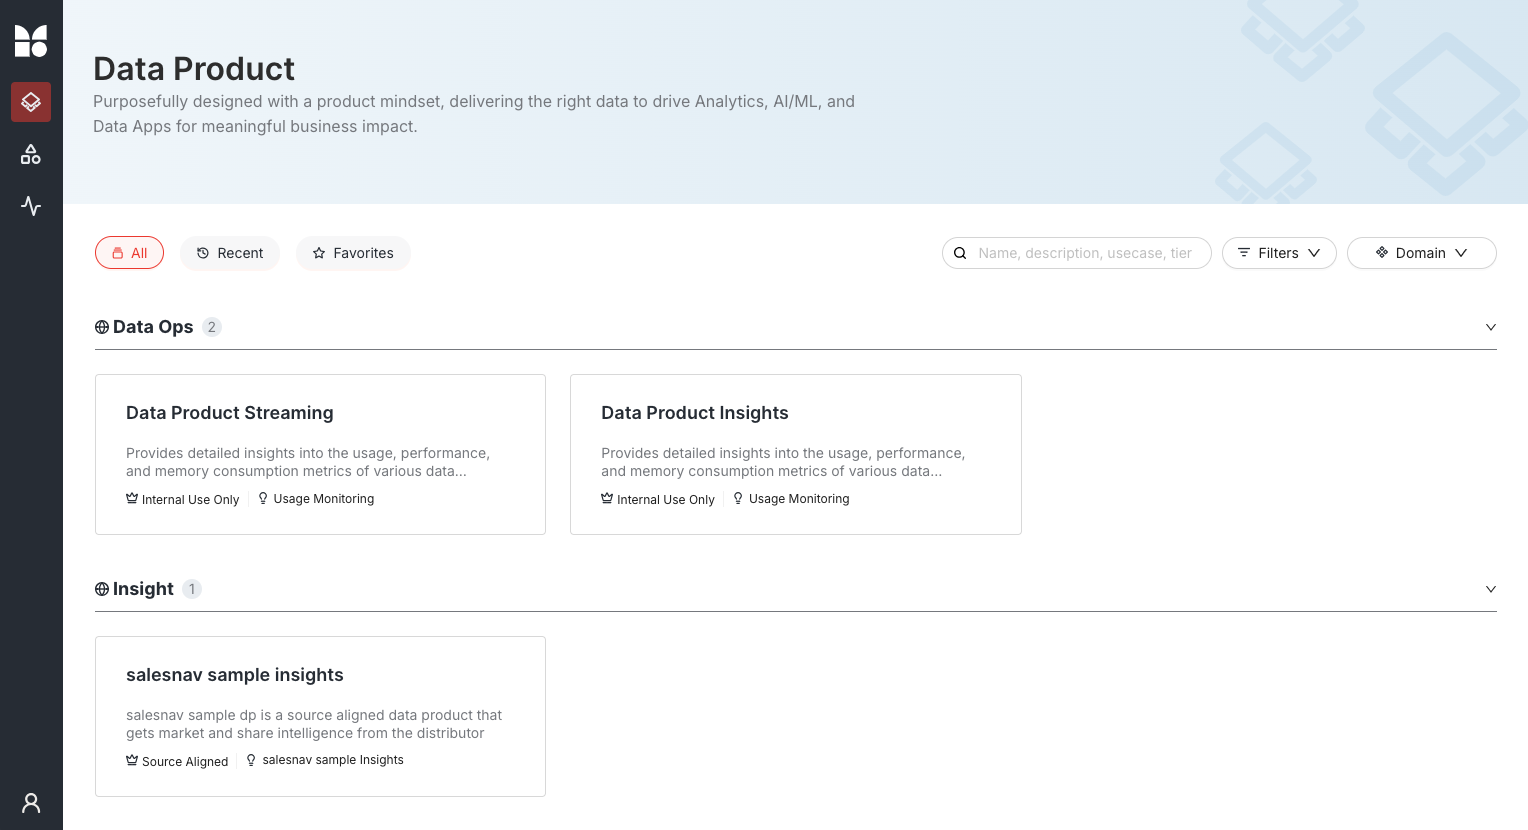 Data Product
Purposefully designed with a product mindset, delivering the right data to drive Analytics, AI/ML, and
Data Apps for meaningful business impact.
All
Recent
Favorites
Name, description, usecase, tier
Filters
Domain
Data Ops 2
Data Product Streaming
Provides detailed insights into the usage, performance,
and memory consumption metrics of various data...
Internal Use Only
Usage Monitoring
Data Product Insights
Provides detailed insights into the usage, performance,
and memory consumption metrics of various data...
Internal Use Only
Usage Monitoring
Insight 1
salesnav sample insights
salesnav sample dp is a source aligned data product that
gets market and share intelligence from the distributor
Source Aligned
salesnav sample Insights